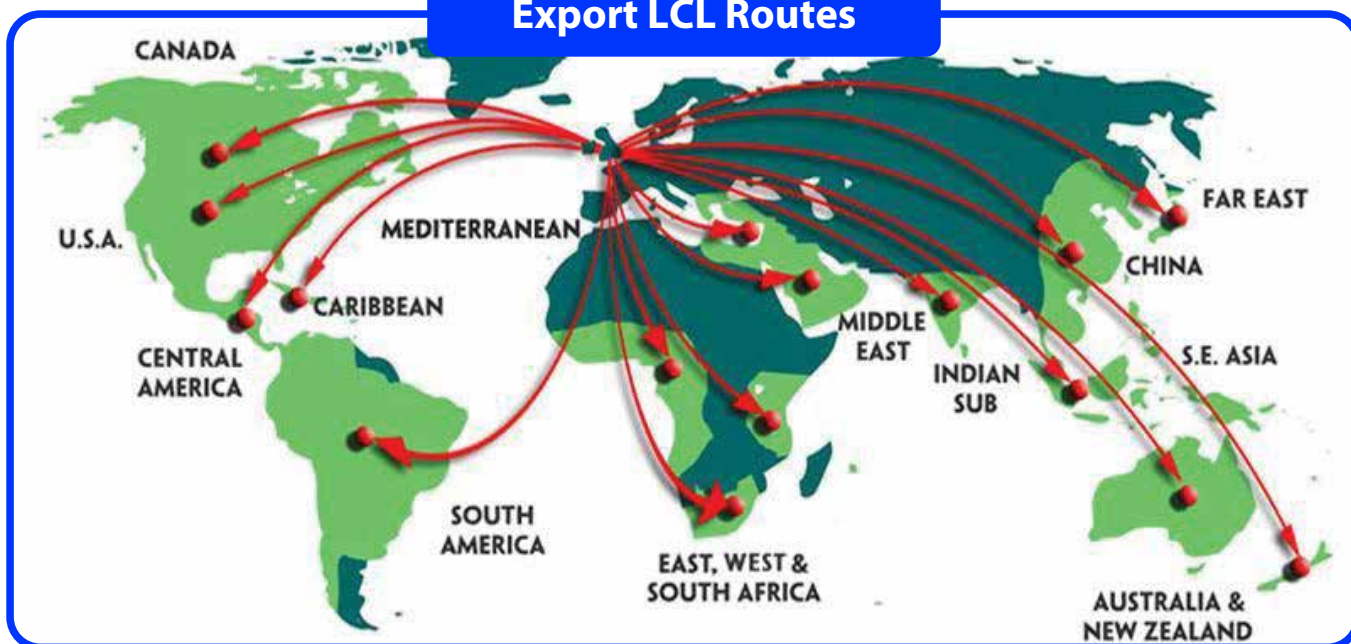 Export LCL Routes
CANADA
U.S.A.
MEDITERRANEAN
FAR EAST
CHINA
CARIBBEAN
CENTRAL
AMERICA
MIDDLE
EAST
INDIAN
SUB
S.E. ASIA
SOUTH
AMERICA
EAST, WEST &
SOUTH AFRICA
AUSTRALIA &
NEW ZEALAND